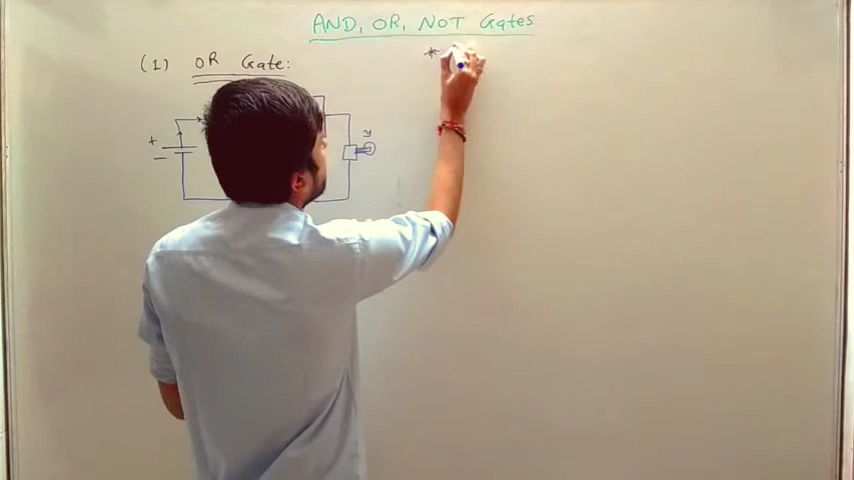 AND, OR, NOT Gates
(1) OR Gate:
*
+
-
y